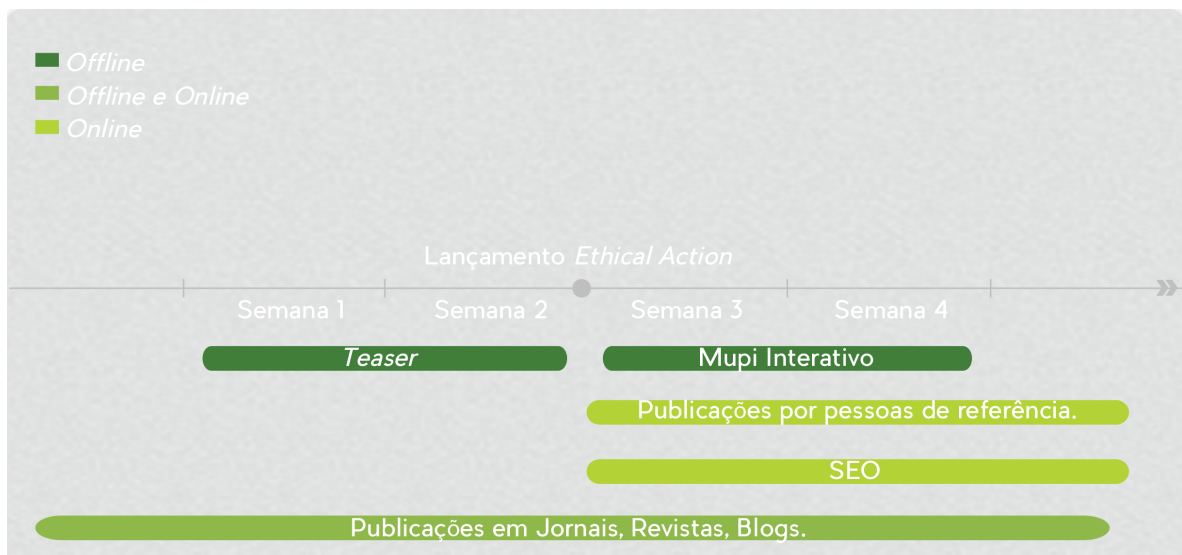 Offline
Offline e Online
Online
Lançamento Ethical Action
Semana 1 Semana 2 Semana 3 Semana 4
Teaser Mupi Interativo
Publicações por pessoas de referência.
SEO
Publicações em Jornais, Revistas, Blogs.